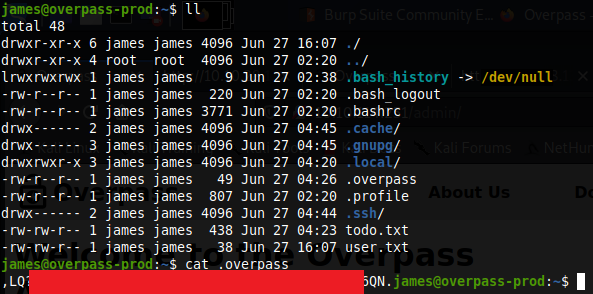 james@overpass-prod:~$ ll
total 48
drwxr-xr-x 6 james james 4096 Jun 27 16:07 ./
drwxr-xr-x 4 root  root  4096 Jun 27 02:20 ../
lrwxrwxrwx 1 james james    9 Jun 27 02:38 .bash_history -> /dev/null
-rw-r--r-- 1 james james  220 Jun 27 02:20 .bash_logout
-rw-r--r-- 1 james james 3771 Jun 27 02:20 .bashrc
drwx------ 2 james james 4096 Jun 27 04:45 .cache/
drwx------ 3 james james 4096 Jun 27 04:45 .gnupg/
drwxrwxr-x 3 james james 4096 Jun 27 04:20 .local/
-rw-r--r-- 1 james james   49 Jun 27 04:26 .overpass
-rw-r--r-- 1 james james  807 Jun 27 02:20 .profile
drwx------ 2 james james 4096 Jun 27 04:44 .ssh/
-rw-rw-r-- 1 james james  438 Jun 27 04:23 todo.txt
-rw-rw-r-- 1 james james   38 Jun 27 16:07 user.txt
james@overpass-prod:~$ cat .overpass
,LQ? 6QN.james@overpass-prod:~$
Burp Suite Community E
Overpass
admin/
Kali Forums
NetHun
Overpass
About Us
Welcome to the Overpass